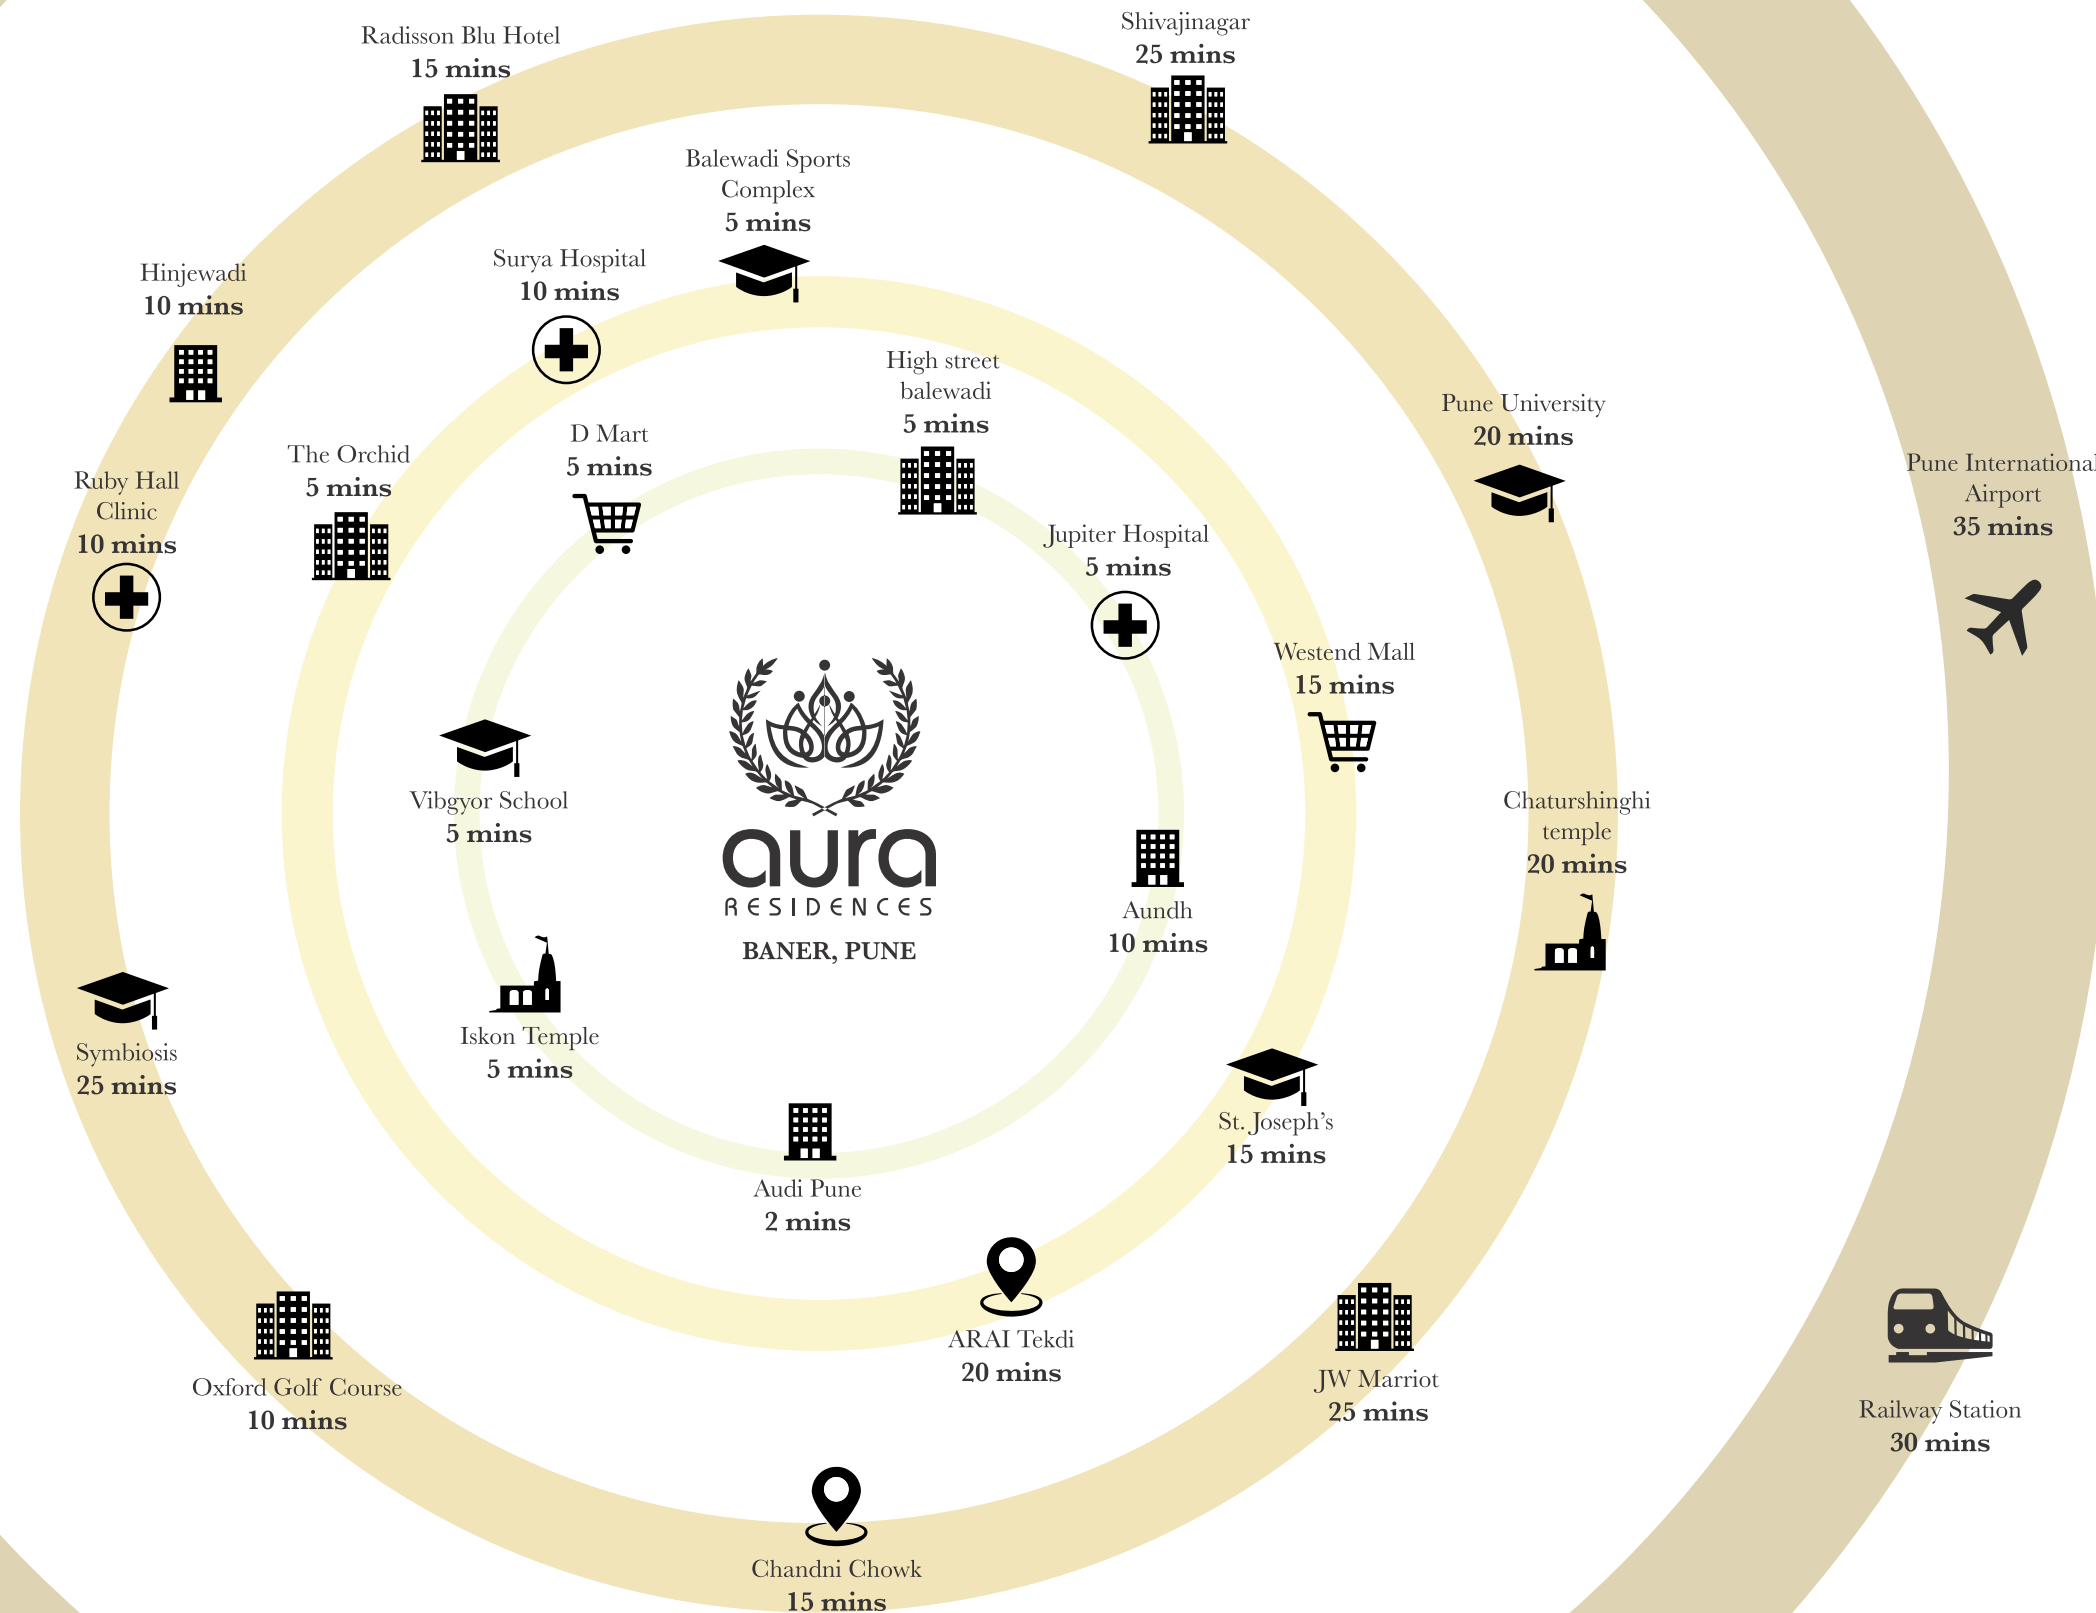 Radisson Blu Hotel
15 mins
Shivajinagar
25 mins
Balewadi Sports
Complex
5 mins
Surya Hospital
10 mins
Hinjewadi
10 mins
High street
balewadi
5 mins
Pune University
20 mins
D Mart
5 mins
The Orchid
5 mins
Pune International
Airport
35 mins
Ruby Hall
Clinic
10 mins
Jupiter Hospital
5 mins
Westend Mall
15 mins
Vibgyor School
5 mins
Chaturshinghi
temple
20 mins
aura
RESIDENCES
BANER, PUNE
Aundh
10 mins
Iskon Temple
5 mins
Symbiosis
25 mins
St. Joseph's
15 mins
Audi Pune
2 mins
ARAI Tekdi
20 mins
JW Marriot
25 mins
Oxford Golf Course
10 mins
Railway Station
30 mins
Chandni Chowk
15 mins